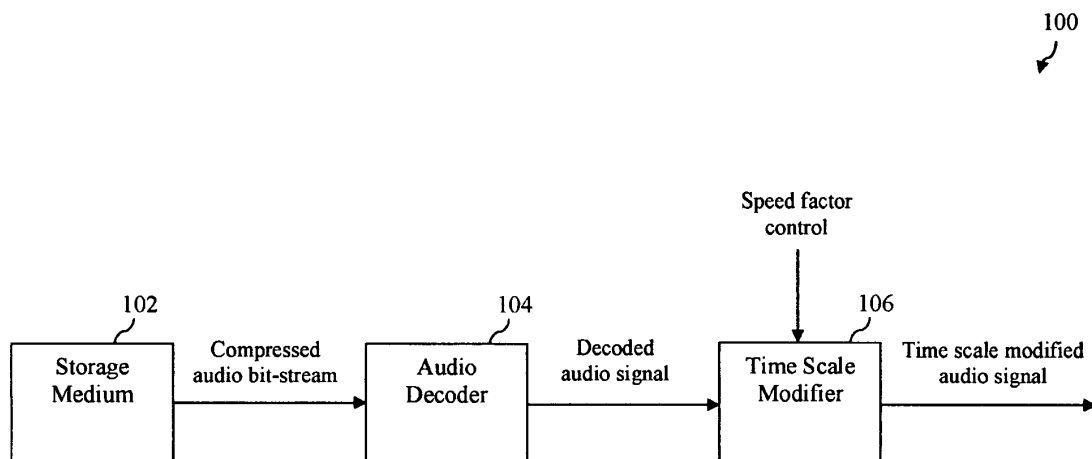 100
Speed factor
control
102
104
106
Storage
Medium
Compressed
audio bit-stream
Audio
Decoder
Decoded
audio signal
Time Scale
Modifier
Time scale modified
audio signal